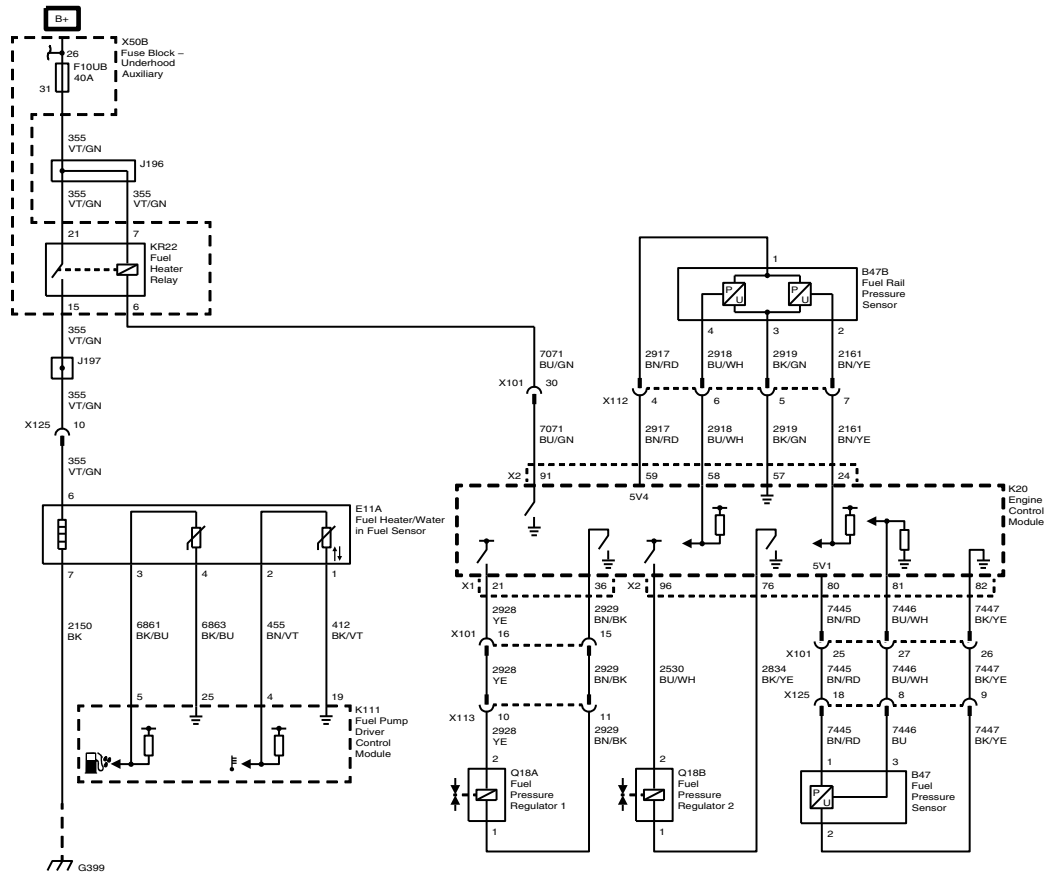 B+
X50B
Fuse Block –
Underhood
Auxiliary
26
F10UB
40A
31
355
VT/GN
J196
355
VT/GN
355
VT/GN
21
7
KR22
Fuel
Heater
Relay
15
6
355
VT/GN
J197
355
VT/GN
X125
10
355
VT/GN
6
E11A
Fuel Heater/Water
in Fuel Sensor
7
3
4
2
1
2150
BK
6861
BK/BU
6863
BK/BU
455
BN/VT
412
BK/VT
5
25
4
19
K111
Fuel Pump
Driver
Control
Module
G399
7071
BU/GN
X101
30
7071
BU/GN
1
B47B
Fuel Rail
Pressure
Sensor
P
U
P
U
4
3
2
2917
BN/RD
2918
BU/WH
2919
BK/GN
2161
BN/YE
X112
4
6
5
7
2917
BN/RD
2918
BU/WH
2919
BK/GN
2161
BN/YE
X2
91
59
58
57
24
5V4
K20
Engine
Control
Module
5V1
X1
21
36
X2
96
76
80
81
82
2928
YE
2929
BN/BK
7445
BN/RD
7446
BU/WH
7447
BK/YE
X101
16
15
X101
25
27
26
2928
YE
2929
BN/BK
2530
BU/WH
2834
BK/YE
7445
BN/RD
7446
BU/WH
7447
BK/YE
X113
10
11
X125
18
8
9
2928
YE
2929
BN/BK
7445
BN/RD
7446
BU
7447
BK/YE
2
Q18A
Fuel
Pressure
Regulator 1
1
2
Q18B
Fuel
Pressure
Regulator 2
1
1
3
B47
Fuel
Pressure
Sensor
P
U
2